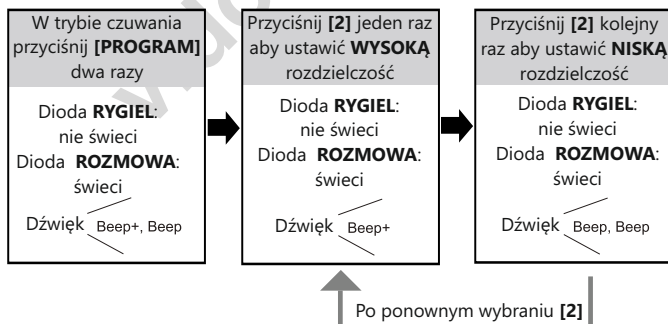 W trybie czuwania
przyciśnij [PROGRAM]
dwa razy
Dioda RYGIEL:
nie świeci
Dioda ROZMOWA:
świeci
Dźwięk Beep+, Beep
Przyciśnij [2] jeden raz
aby ustawić WYSOKĄ
rozdzielczość
Dioda RYGIEL:
nie świeci
Dioda ROZMOWA:
świeci
Dźwięk Beep+
Przyciśnij [2] kolejny
raz aby ustawić NISKĄ
rozdzielczość
Dioda RYGIEL:
nie świeci
Dioda ROZMOWA:
świeci
Dźwięk Beep, Beep
Po ponownym wybraniu [2]